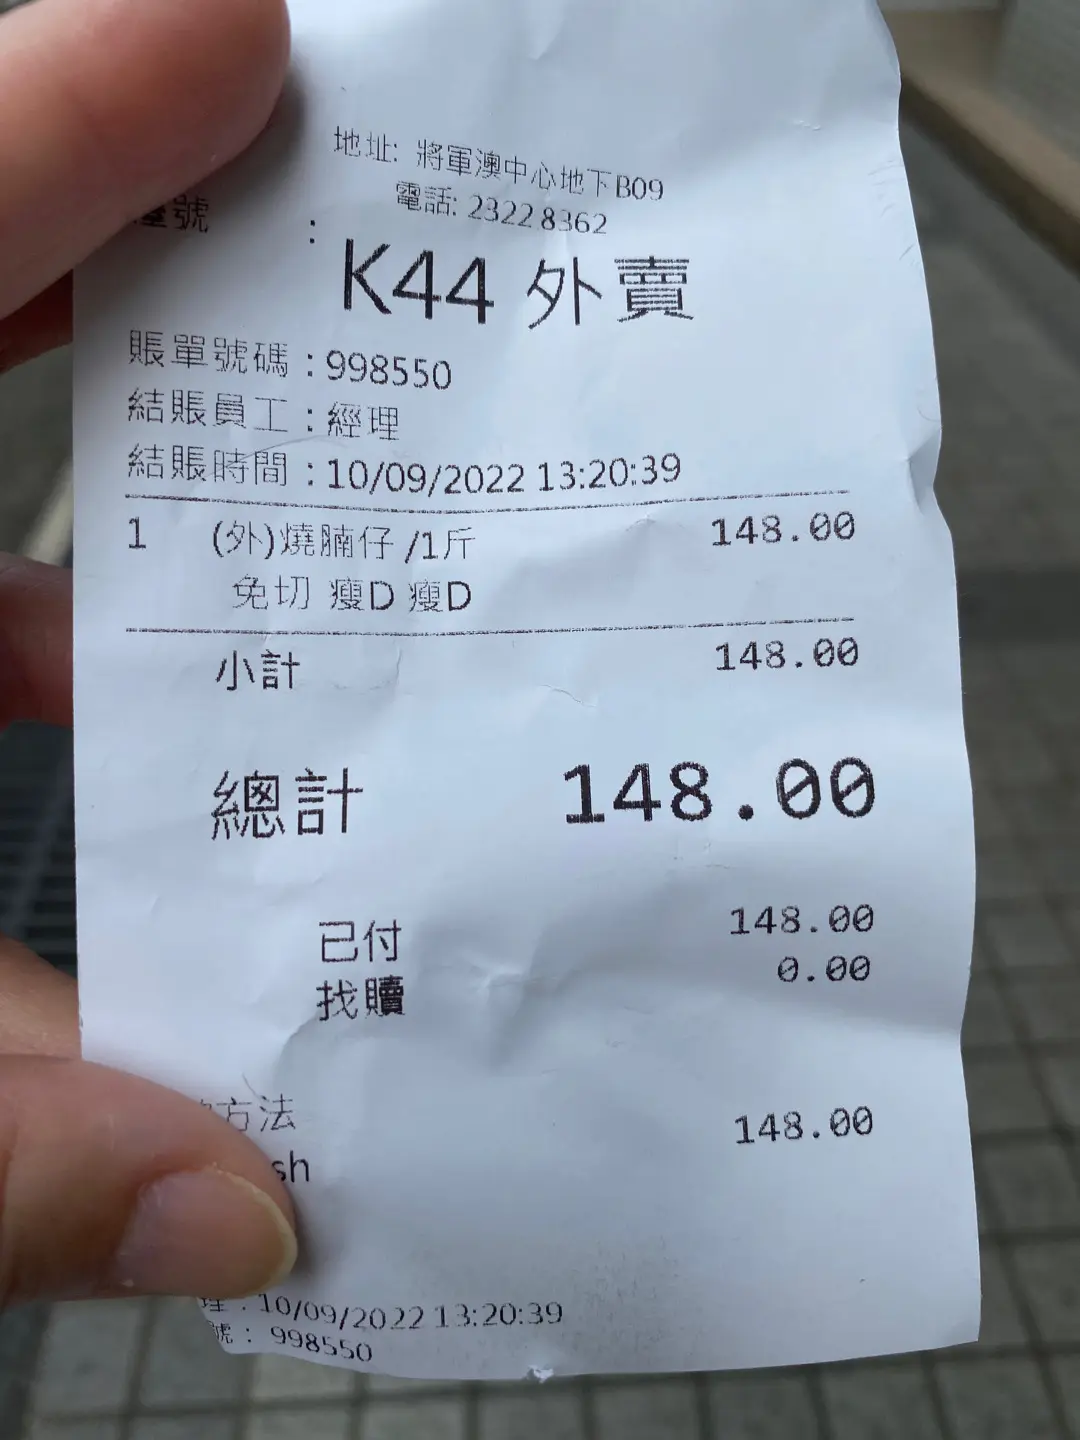 地址: 將軍澳中心地下B09
電話: 2322 8362
號 :
K44 外賣
賬單號碼 : 998550
結賬員工 : 經理
結賬時間 : 10/09/2022 13:20:39
1 (外)燒腩仔 /1斤 148.00
免切 瘦D 瘦D
小計 148.00
總計 148.00
已付 148.00
找贖 0.00
方法
sh 148.00
理 : 10/09/2022 13:20:39
號 : 998550